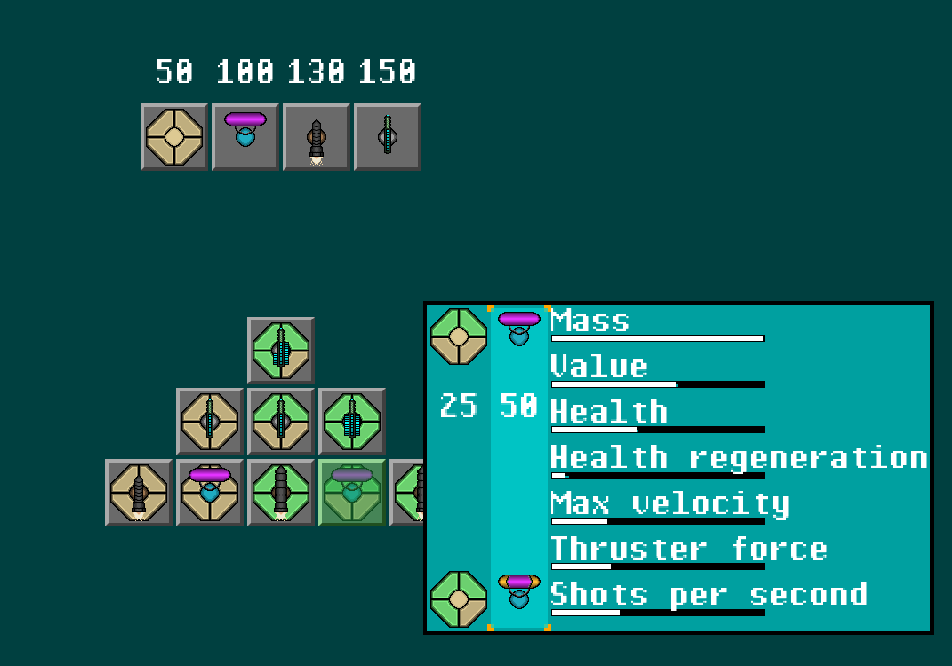 50 100 130 150
Mass
Value
25 50
Health
Health regeneration
Max velocity
Thruster force
Shots per second